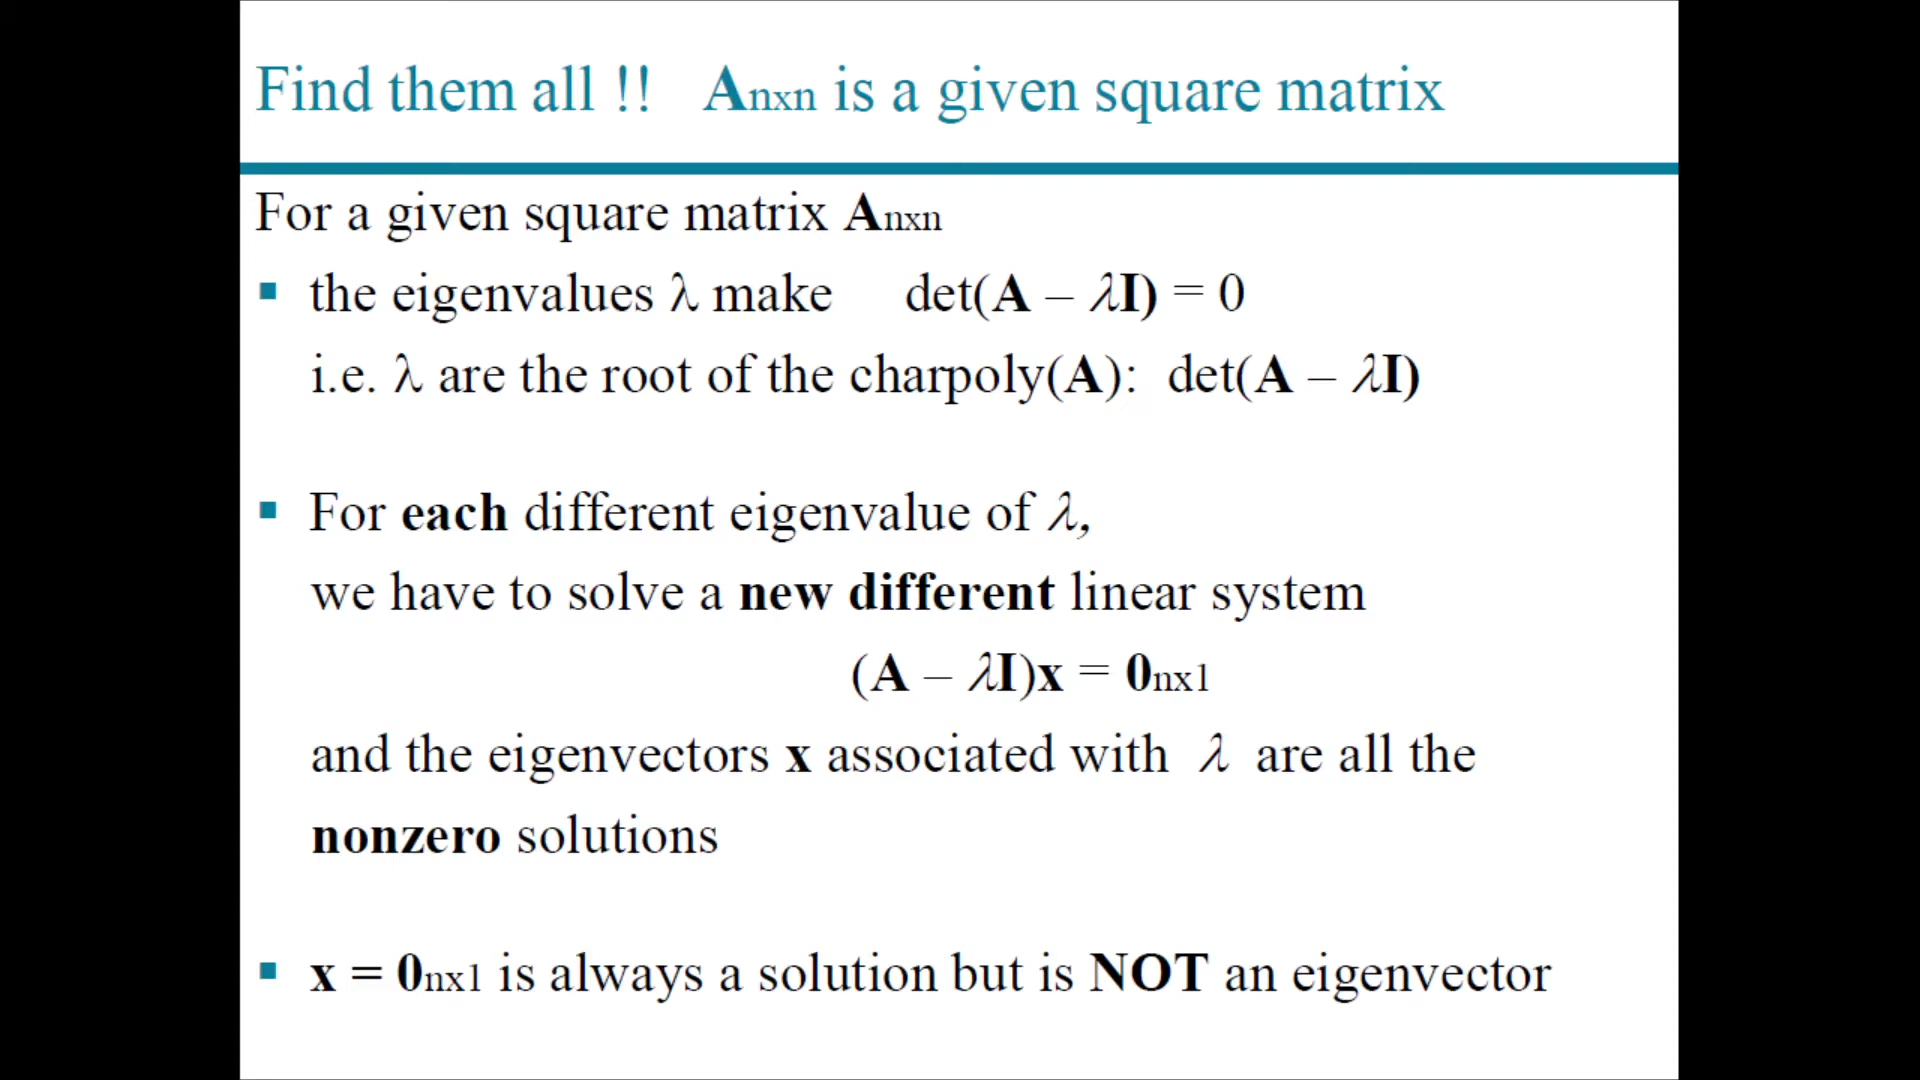 Find them all !! Anxn is a given square matrix
For a given square matrix Anxn
▪ the eigenvalues λ make det(A – λI) = 0
i.e. λ are the root of the charpoly(A): det(A – λI)
▪ For each different eigenvalue of λ,
we have to solve a new different linear system
(A – λI)x = 0nx1
and the eigenvectors x associated with λ are all the
nonzero solutions
▪ x = 0nx1 is always a solution but is NOT an eigenvector